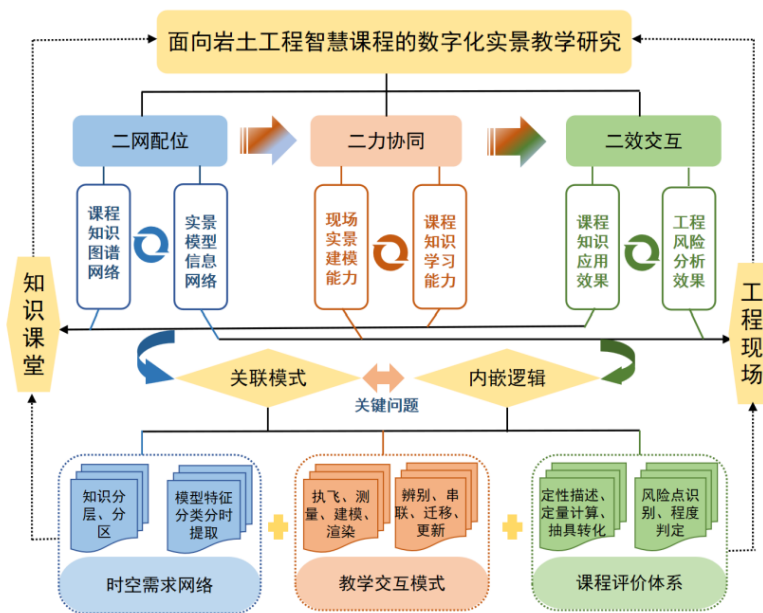 面向岩土工程智慧课程的数字化实景教学研究
二网配位
二力协同
二效交互
课程
知识
图谱
网络
实景
模型
信息
网络
现场
实景
建模
能力
课程
知识
学习
能力
课程
知识
应用
效果
工程
风险
分析
效果
知识课堂
工程现场
关联模式
内嵌逻辑
关键问题
知识分
层、分
区
模型特征
分类分时
提取
执飞、测
量、建模、
渲染
辨别、串
联、迁移、
更新
定性描述、
定量计算、
抽具转化
风险点识
别、程度
判定
时空需求网络
教学交互模式
课程评价体系